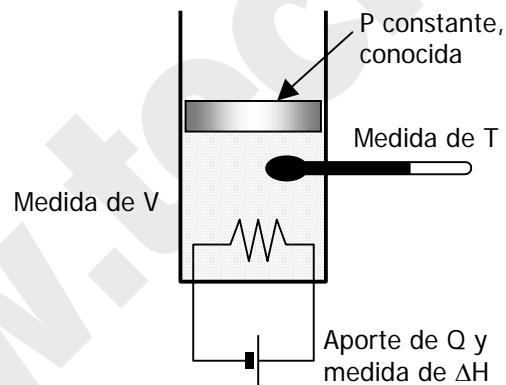 P constante,
conocida
Medida de T
Medida de V
Aporte de Q y
medida de ΔH